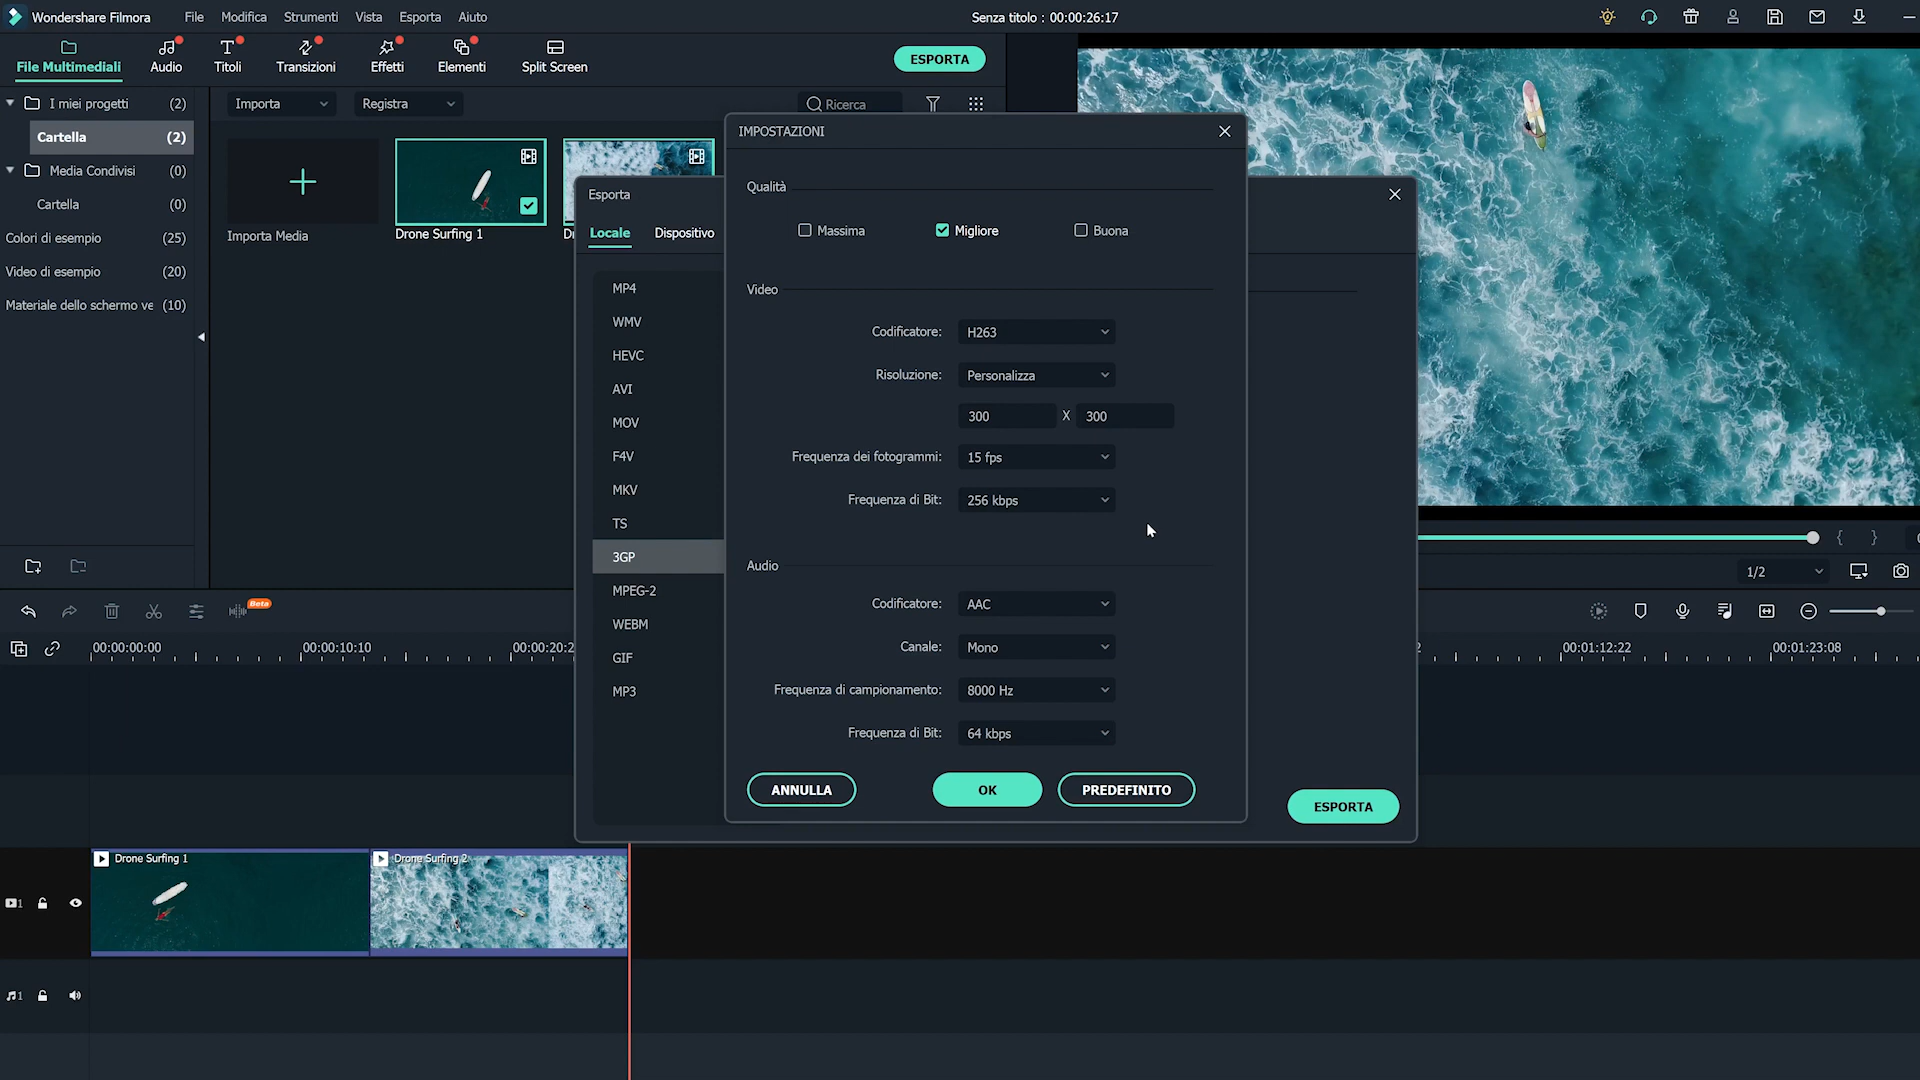 Wondershare Filmora
File
Modifica
Strumenti
Vista
Esporta
Aiuto
Senza titolo : 00:00:26:17
File Multimediali
Audio
Titoli
Transizioni
Effetti
Elementi
Split Screen
ESPORTA
I miei progetti (2)
Cartella (2)
Media Condivisi (0)
Cartella (0)
Colori di esempio (25)
Video di esempio (20)
Materiale dello schermo ve (10)
Importa
Registra
Ricerca
Importa Media
Drone Surfing 1
Esporta
Locale
Dispositivo
MP4
WMV
HEVC
AVI
MOV
F4V
MKV
TS
3GP
MPEG-2
WEBM
GIF
MP3
ESPORTA
IMPOSTAZIONI
Qualità
Massima
Migliore
Buona
Video
Codificatore: H263
Risoluzione: Personalizza
300 X 300
Frequenza dei fotogrammi: 15 fps
Frequenza di Bit: 256 kbps
Audio
Codificatore: AAC
Canale: Mono
Frequenza di campionamento: 8000 Hz
Frequenza di Bit: 64 kbps
ANNULLA
OK
PREDEFINITO
1/2
Beta
00:00:00:00
00:00:10:10
00:00:20:2
00:01:12:22
00:01:23:08
Drone Surfing 1
Drone Surfing 2
1
1